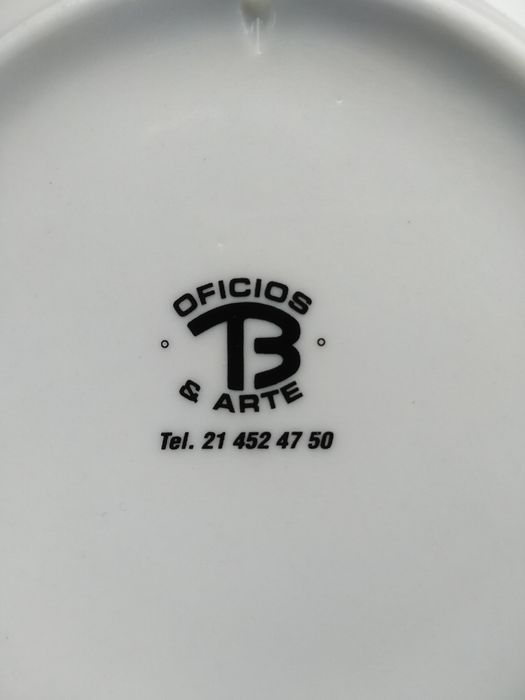 OFICIOS
TB
& ARTE
Tel. 21 452 47 50